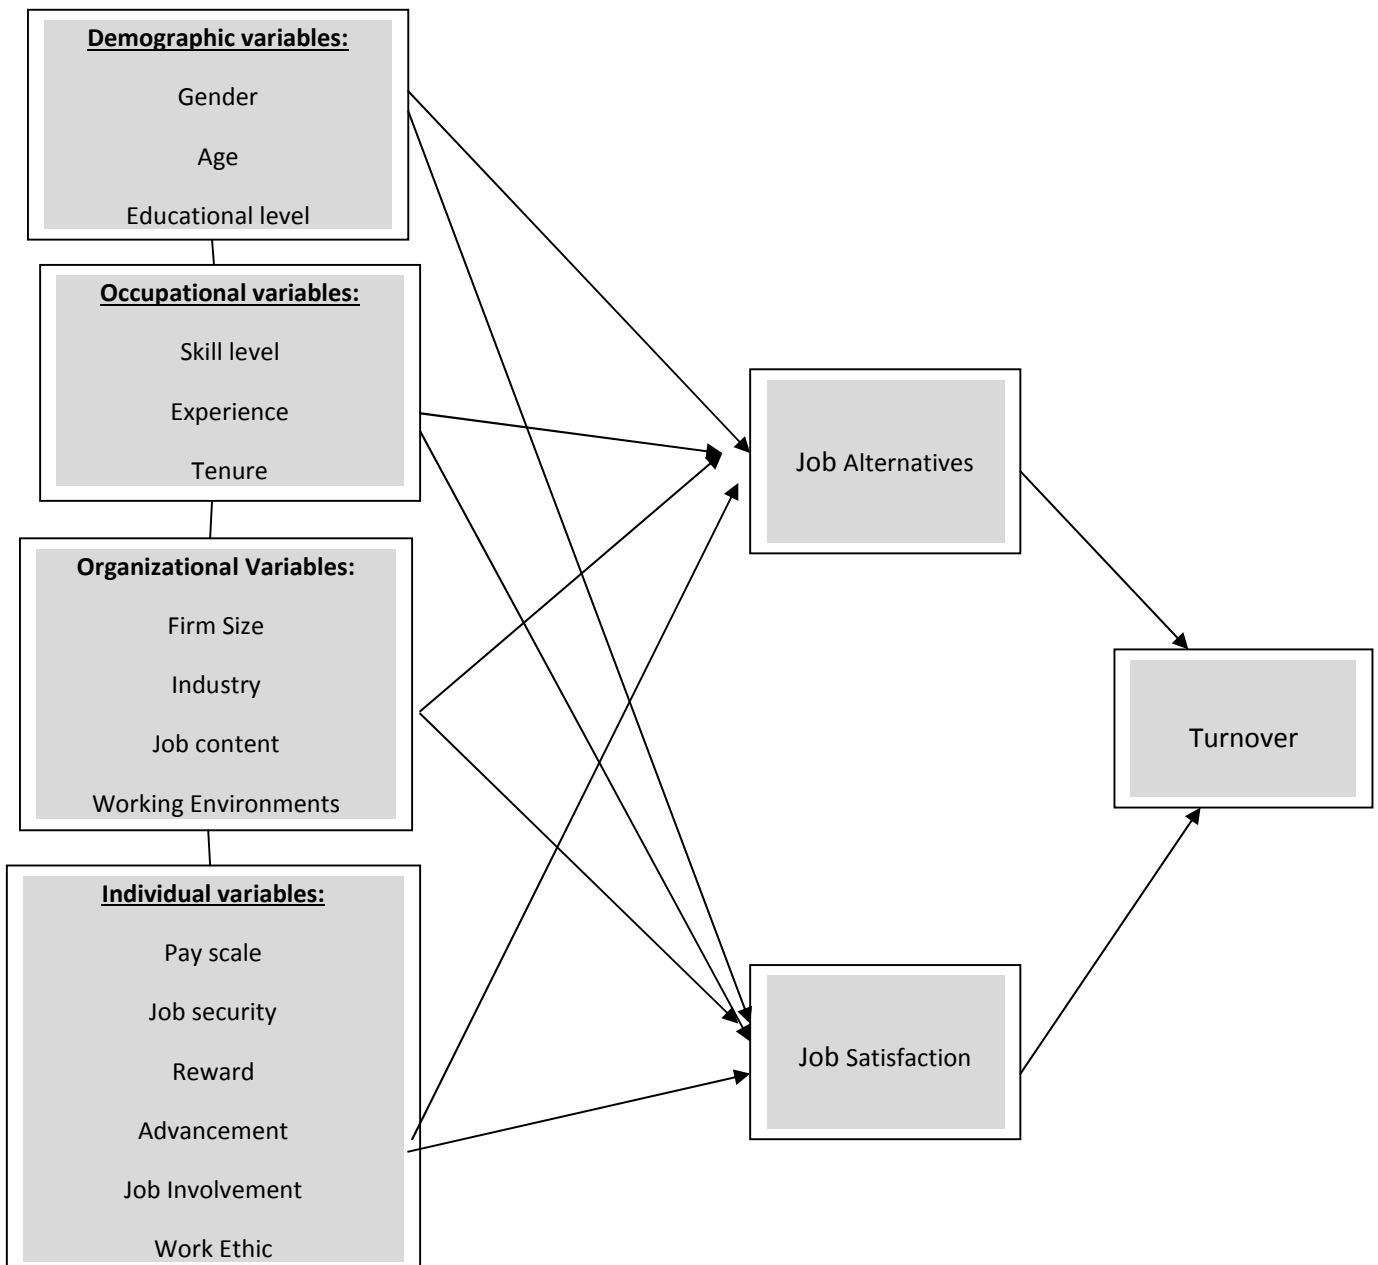 Demographic variables:
Gender
Age
Educational level
Occupational variables:
Skill level
Experience
Tenure
Organizational Variables:
Firm Size
Industry
Job content
Working Environments
Individual variables:
Pay scale
Job security
Reward
Advancement
Job Involvement
Work Ethic
Job Alternatives
Job Satisfaction
Turnover